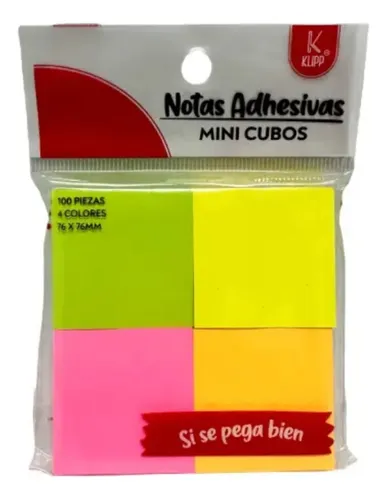 K
KLIPP®
Notas Adhesivas
MINI CUBOS
100 PIEZAS
4 COLORES
76 X 76MM
Si se pega bien